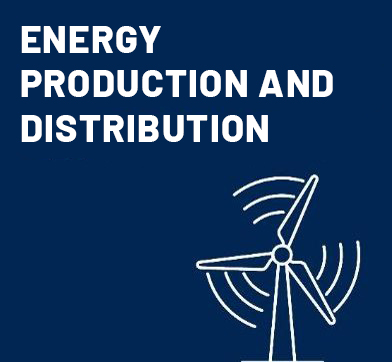 ENERGY
PRODUCTION AND
DISTRIBUTION